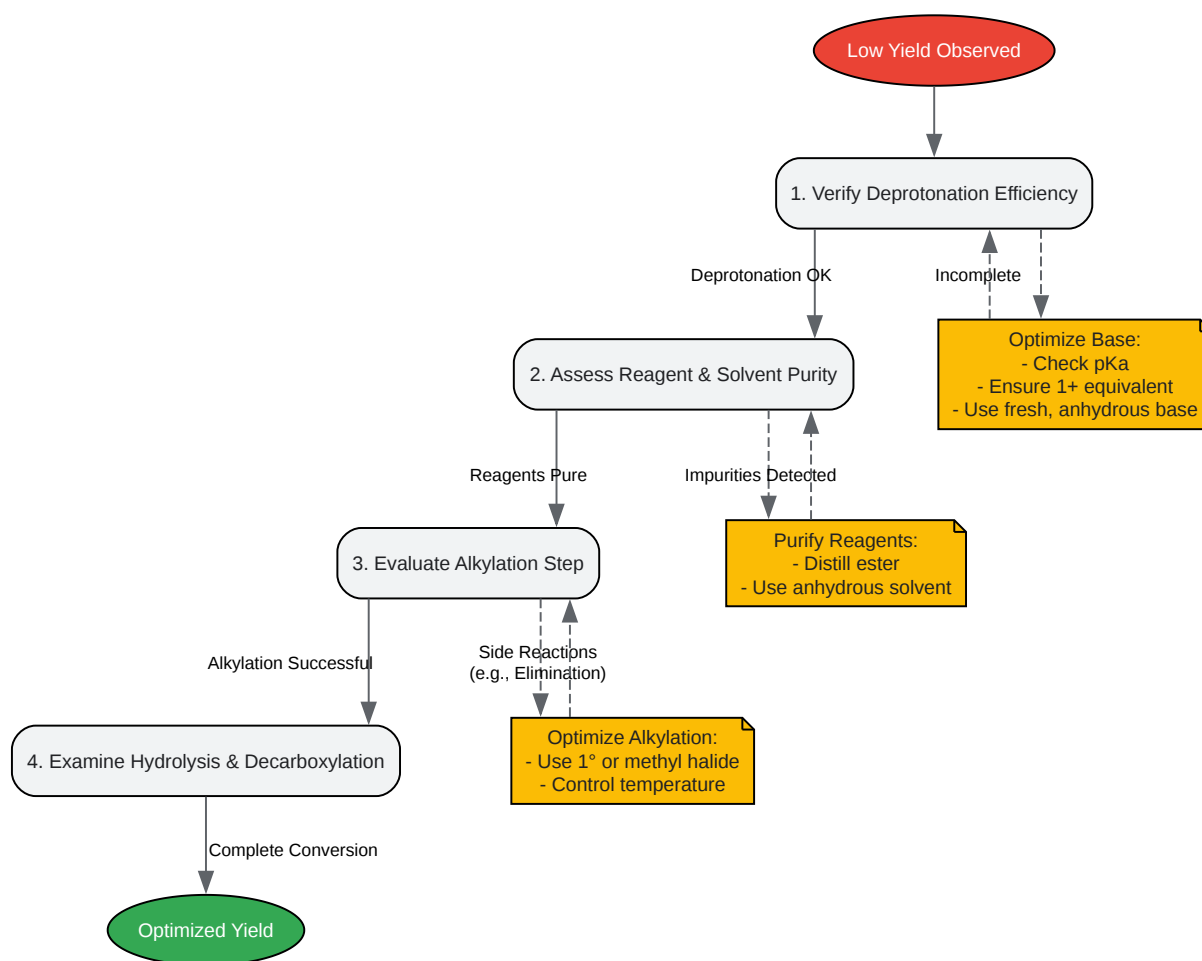 Low Yield Observed
1. Verify Deprotonation Efficiency
Deprotonation OK
Incomplete
Optimize Base:
- Check pKa
- Ensure 1+ equivalent
- Use fresh, anhydrous base
2. Assess Reagent & Solvent Purity
Reagents Pure
Impurities Detected
Purify Reagents:
- Distill ester
- Use anhydrous solvent
3. Evaluate Alkylation Step
Alkylation Successful
Side Reactions
(e.g., Elimination)
Optimize Alkylation:
- Use 1° or methyl halide
- Control temperature
4. Examine Hydrolysis & Decarboxylation
Complete Conversion
Optimized Yield